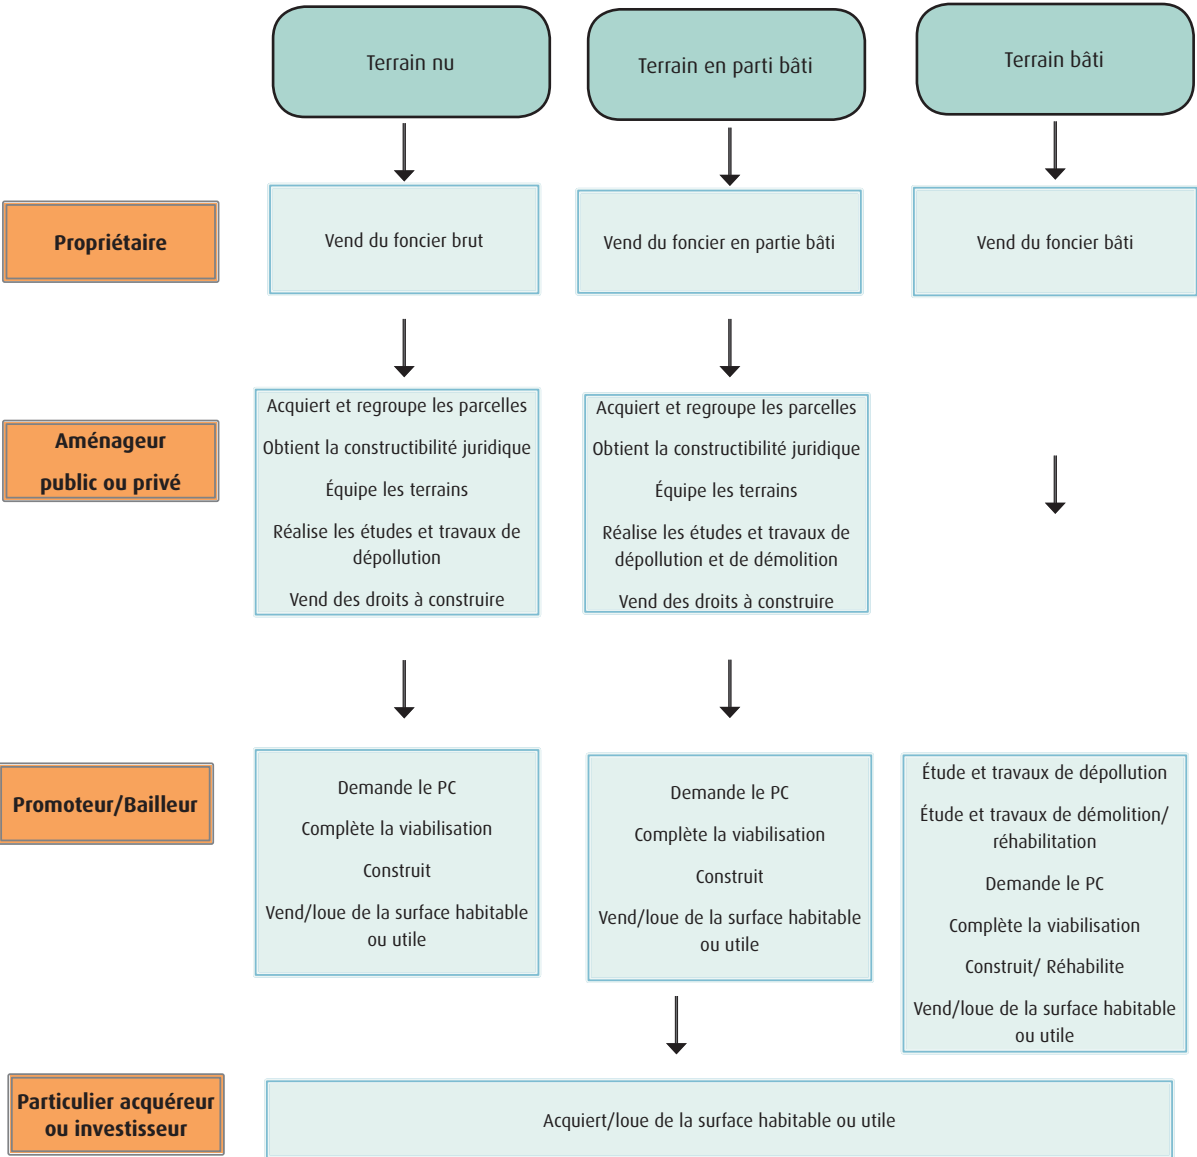 Terrain nu
Terrain en parti bâti
Terrain bâti
Propriétaire
Vend du foncier brut
Vend du foncier en partie bâti
Vend du foncier bâti
Aménageur
public ou privé
Acquiert et regroupe les parcelles
Obtient la constructibilité juridique
Équipe les terrains
Réalise les études et travaux de
dépollution
Vend des droits à construire
Acquiert et regroupe les parcelles
Obtient la constructibilité juridique
Équipe les terrains
Réalise les études et travaux de
dépollution et de démolition
Vend des droits à construire
Promoteur/Bailleur
Demande le PC
Complète la viabilisation
Construit
Vend/loue de la surface habitable
ou utile
Demande le PC
Complète la viabilisation
Construit
Vend/loue de la surface habitable
ou utile
Étude et travaux de dépollution
Étude et travaux de démolition/
réhabilitation
Demande le PC
Complète la viabilisation
Construit/ Réhabilite
Vend/loue de la surface habitable
ou utile
Particulier acquéreur
ou investisseur
Acquiert/loue de la surface habitable ou utile